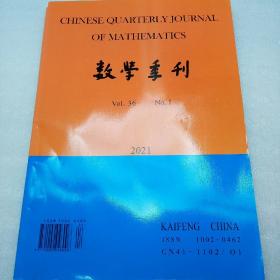 CHINESE QUARTERLY JOURNAL
OF MATHEMATICS
数學季刊
Vol. 36 No. 1
2021
KAIFENG CHINA
ISSN 1002-0462
CN41-1102/O1